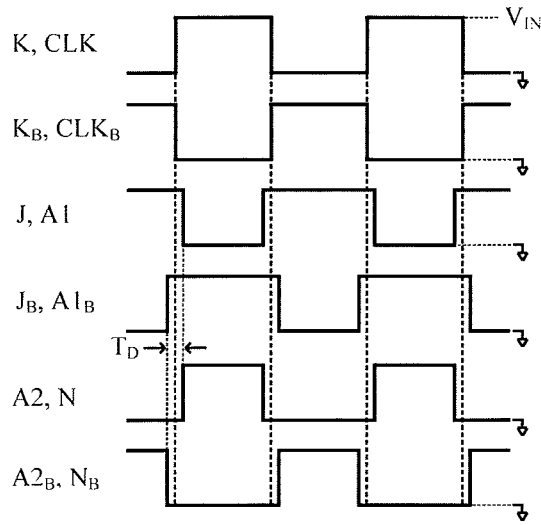 V_IN
K, CLK
K_B, CLK_B
J, A1
J_B, A1_B
T_D
A2, N
A2_B, N_B